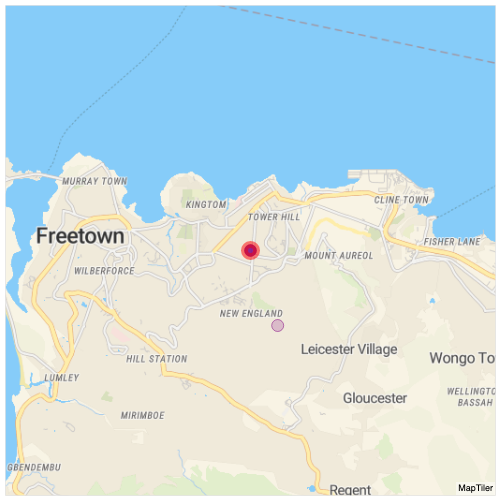 MURRAY TOWN
KINGTOM
CLINE TOWN
TOWER HILL
Freetown
FISHER LANE
MOUNT AUREOL
WILBERFORCE
NEW ENGLAND
Leicester Village
HILL STATION
Wongo To
LUMLEY
WELLINGT
BASSAH
Gloucester
MIRIMBOE
GBENDEMBU
Regent
MapTiler